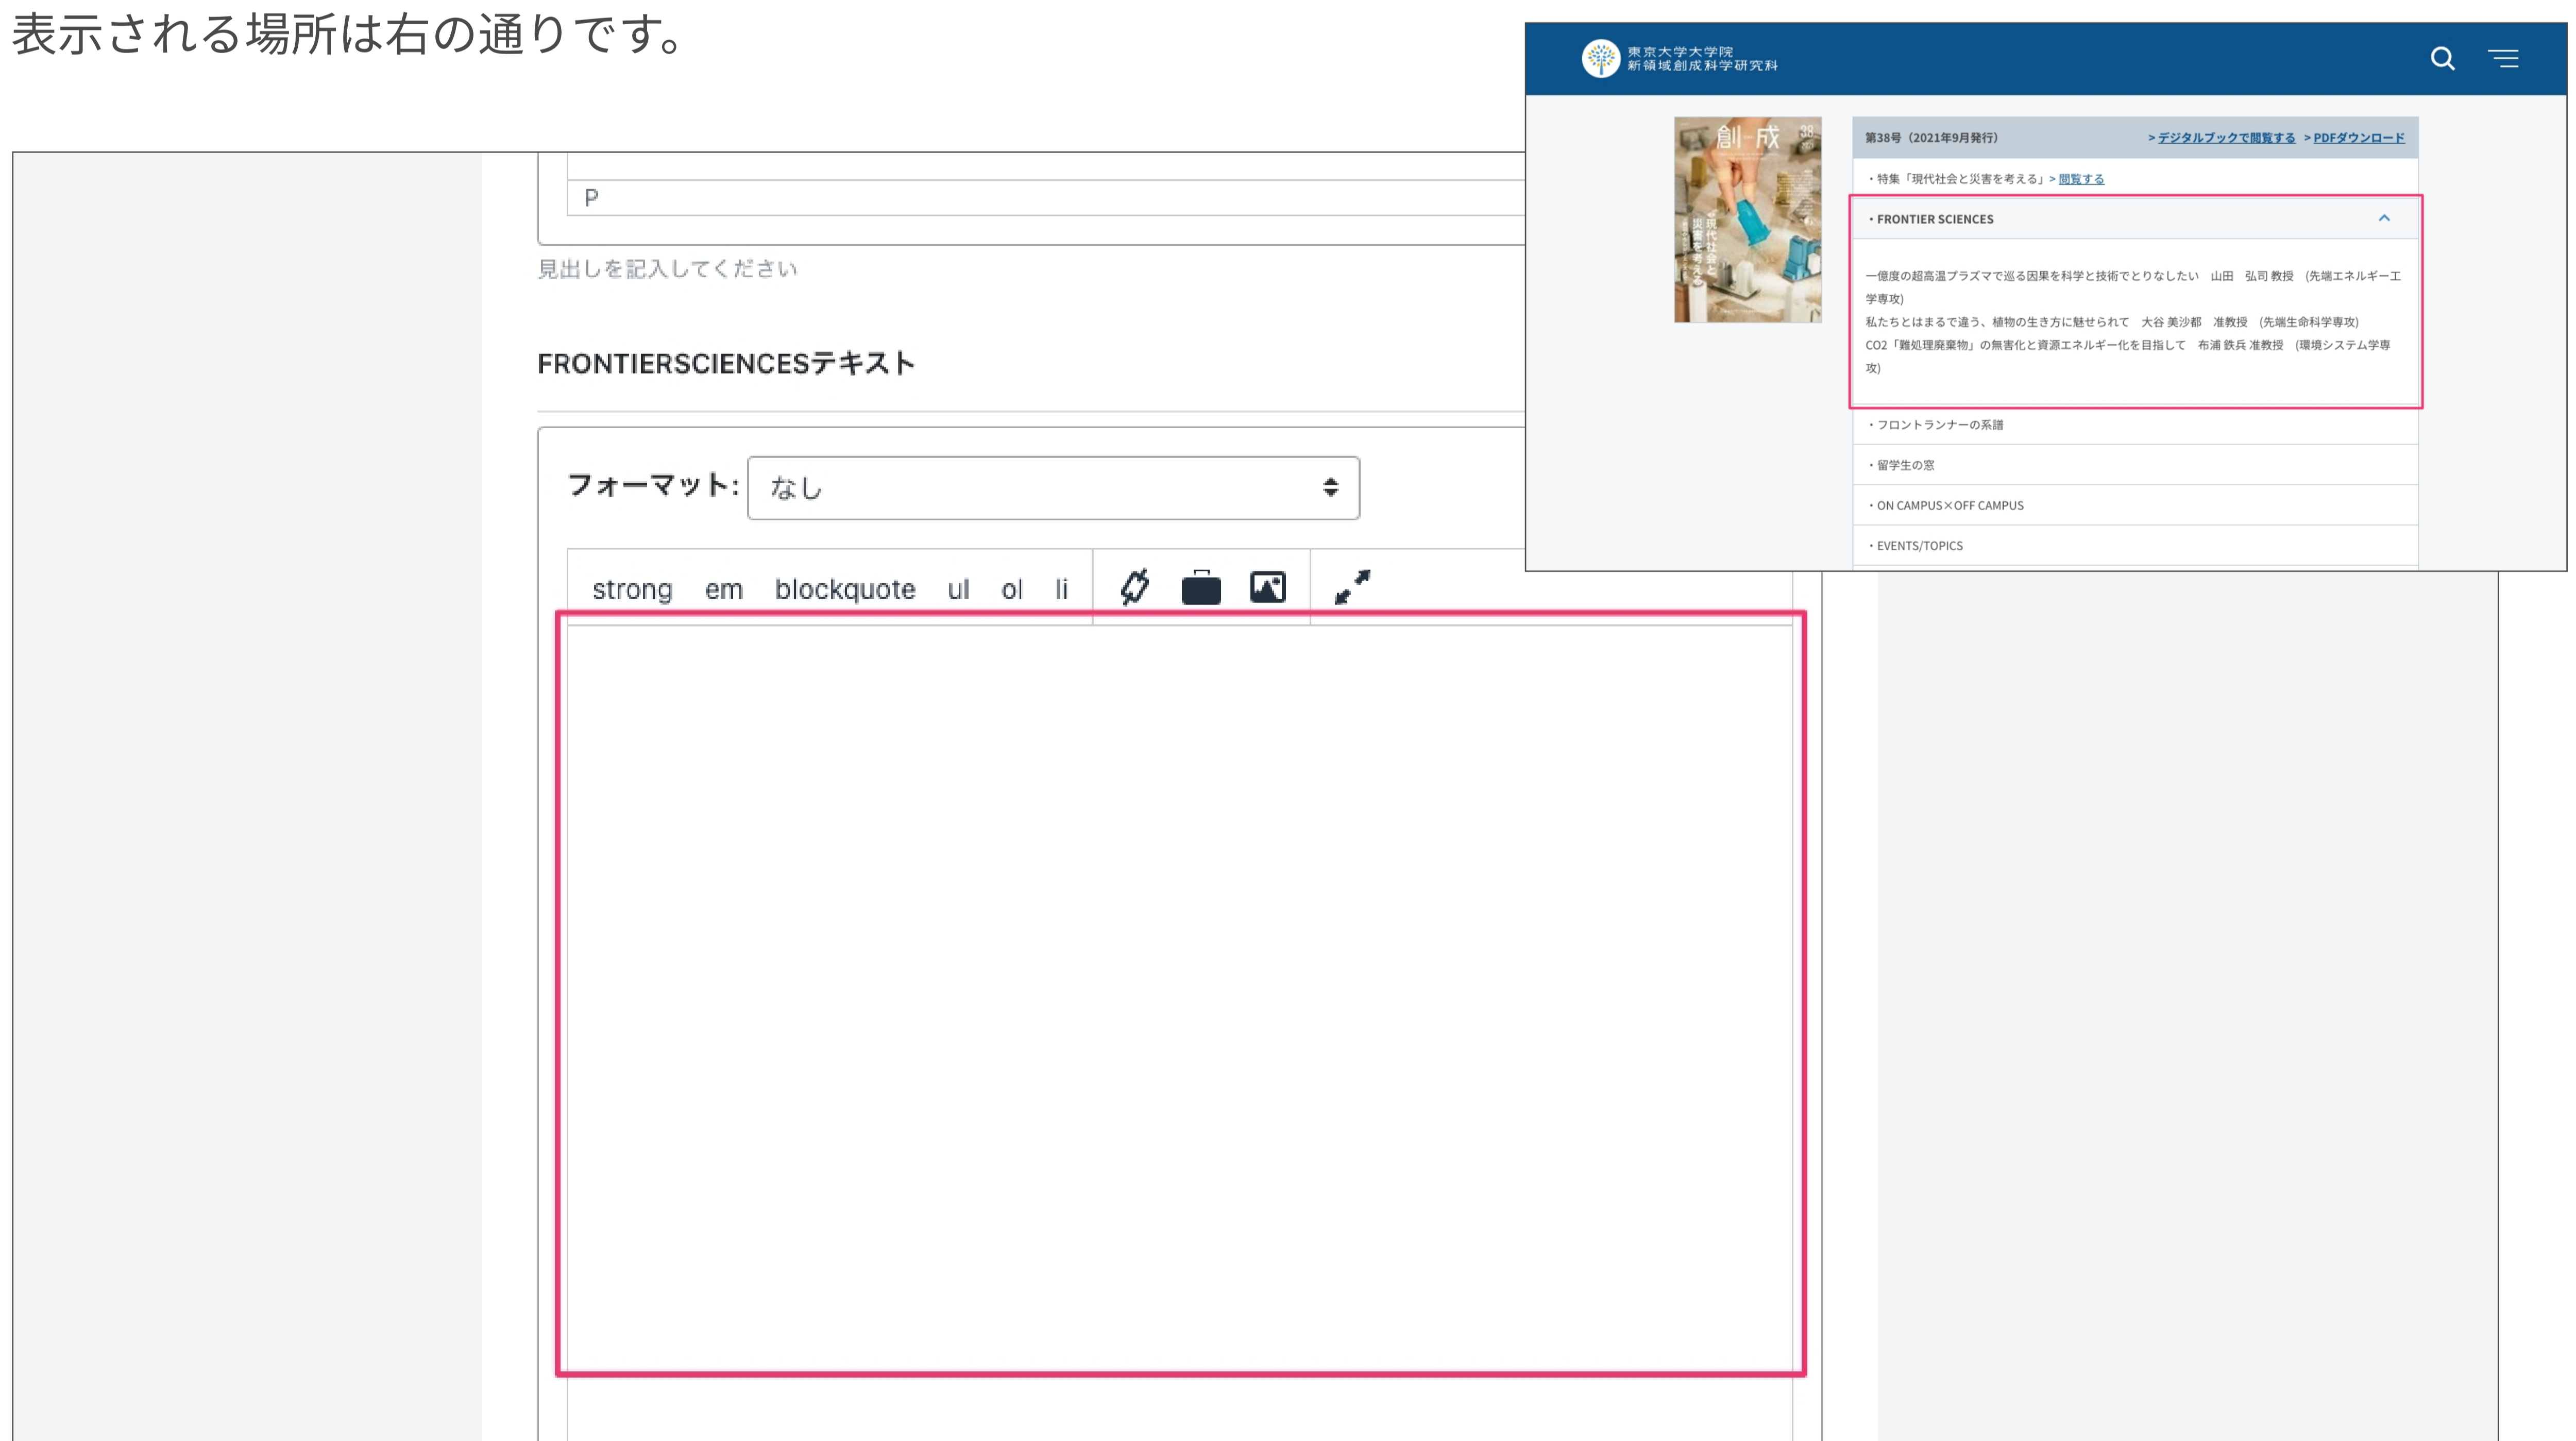 表示される場所は右の通りです。
東京大学大学院
新領域創成科学研究科
創成
38
現代社会と
災害を考える
第38号（2021年9月発行）
> デジタルブックで閲覧する > PDFダウンロード
・特集「現代社会と災害を考える」> 閲覧する
・FRONTIER SCIENCES
一億度の超高温プラズマで巡る因果を科学と技術でとりなしたい　山田　弘司 教授　(先端エネルギー工
学専攻)
私たちとはまるで違う、植物の生き方に魅せられて　大谷 美沙都　准教授　(先端生命科学専攻)
CO2「難処理廃棄物」の無害化と資源エネルギー化を目指して　布浦 鉄兵 准教授　(環境システム学専
攻)
・フロントランナーの系譜
・留学生の窓
・ON CAMPUS×OFF CAMPUS
・EVENTS/TOPICS
P
見出しを記入してください
FRONTIERSCIENCESテキスト
フォーマット: なし
strong em blockquote ul ol li